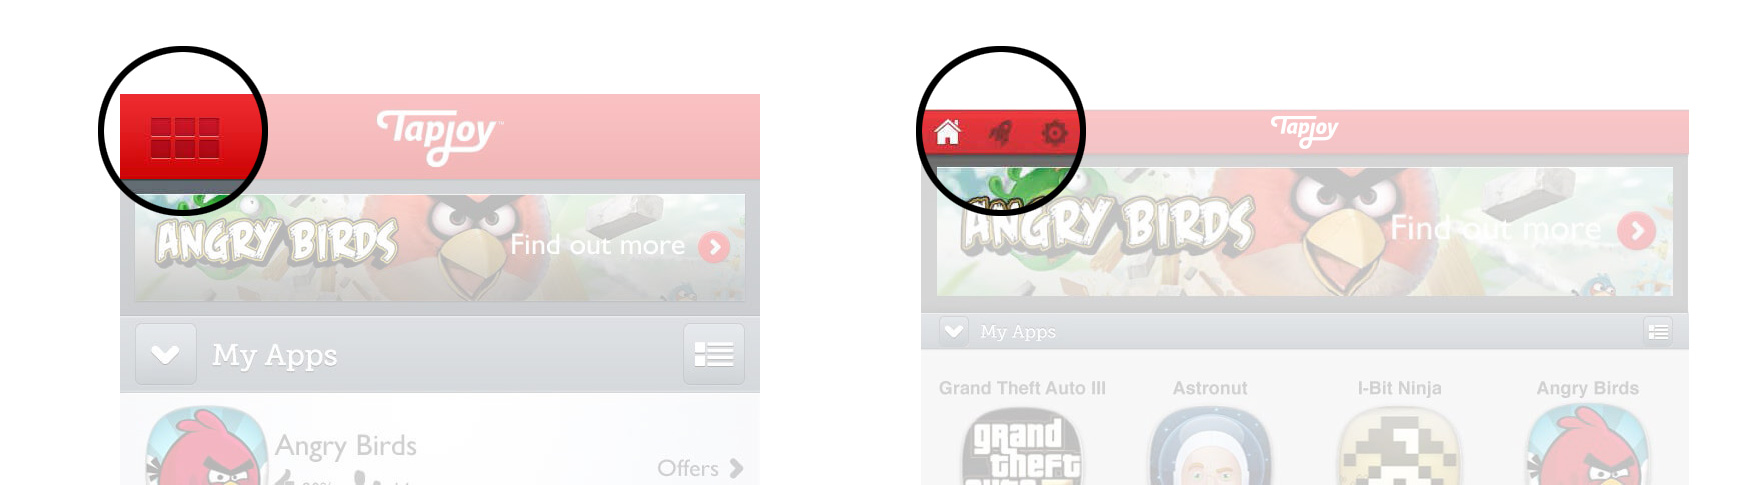 Tapjoy™
ANGRY BIRDS
Find out more
My Apps
Angry Birds
Offers
Tapjoy
ANGRY BIRDS
Find out more
My Apps
Grand Theft Auto III
Astronut
I-Bit Ninja
Angry Birds
grand
theft